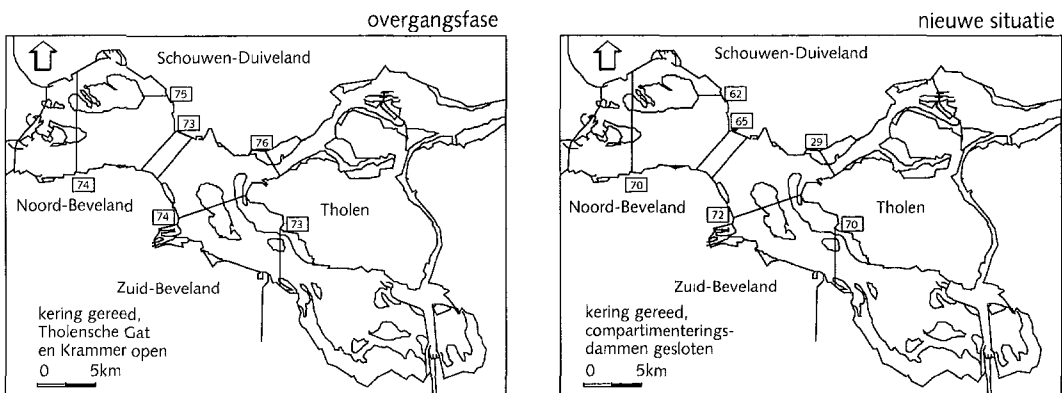 overgangsfase
Schouwen-Duiveland
75
73
76
74
Noord-Beveland
74
Tholen
73
Zuid-Beveland
kering gereed,
Tholensche Gat
en Krammer open
0 5km
nieuwe situatie
Schouwen-Duiveland
62
65
29
70
Noord-Beveland
72
Tholen
70
Zuid-Beveland
kering gereed,
compartimenterings-
dammen gesloten
0 5km